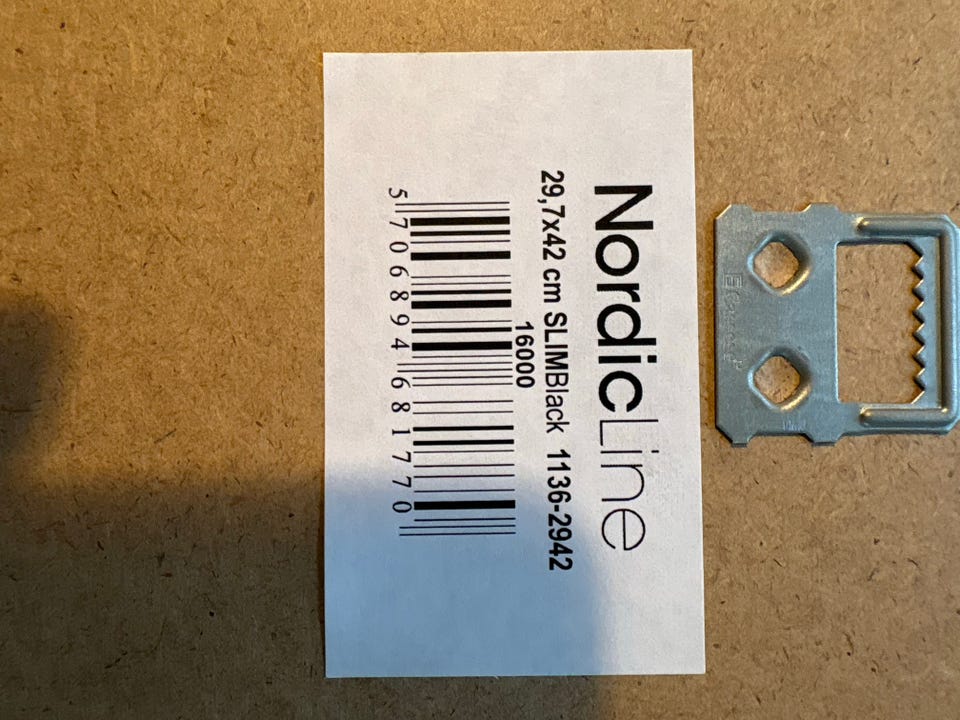 NordicLine
29,7x42 cm SLIMBlack 1136-2942
16000
5 706894 681770